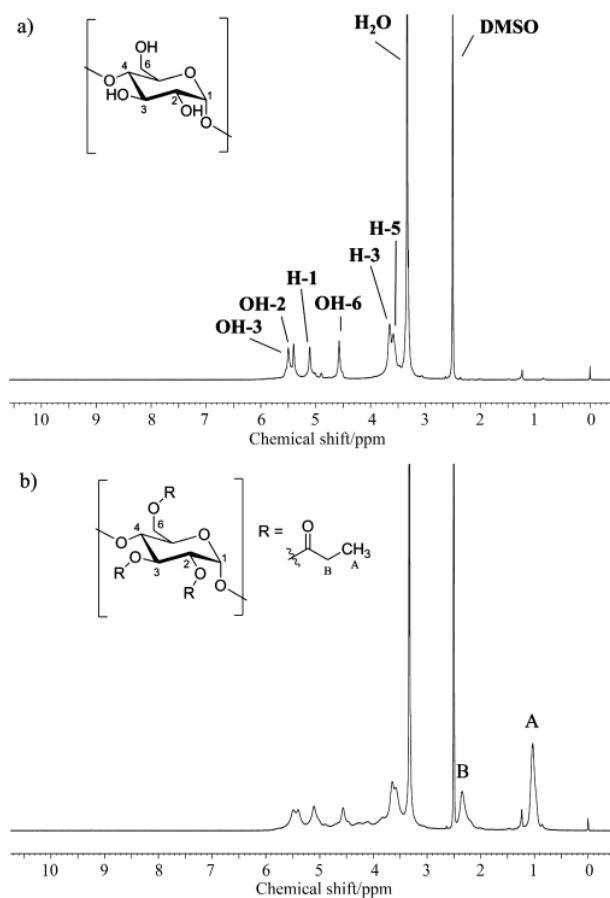 a)
OH
4
6
O
O
HO
3
2
OH
1
O
H₂O
DMSO
H-5
H-3
H-1
OH-6
OH-2
OH-3
10 9 8 7 6 5 4 3 2 1 0
Chemical shift/ppm
b)
R
O
6
4
O
O
O
R
3
2
O
R
1
O
R =
O
CH₃
B
A
A
B
10 9 8 7 6 5 4 3 2 1 0
Chemical shift/ppm